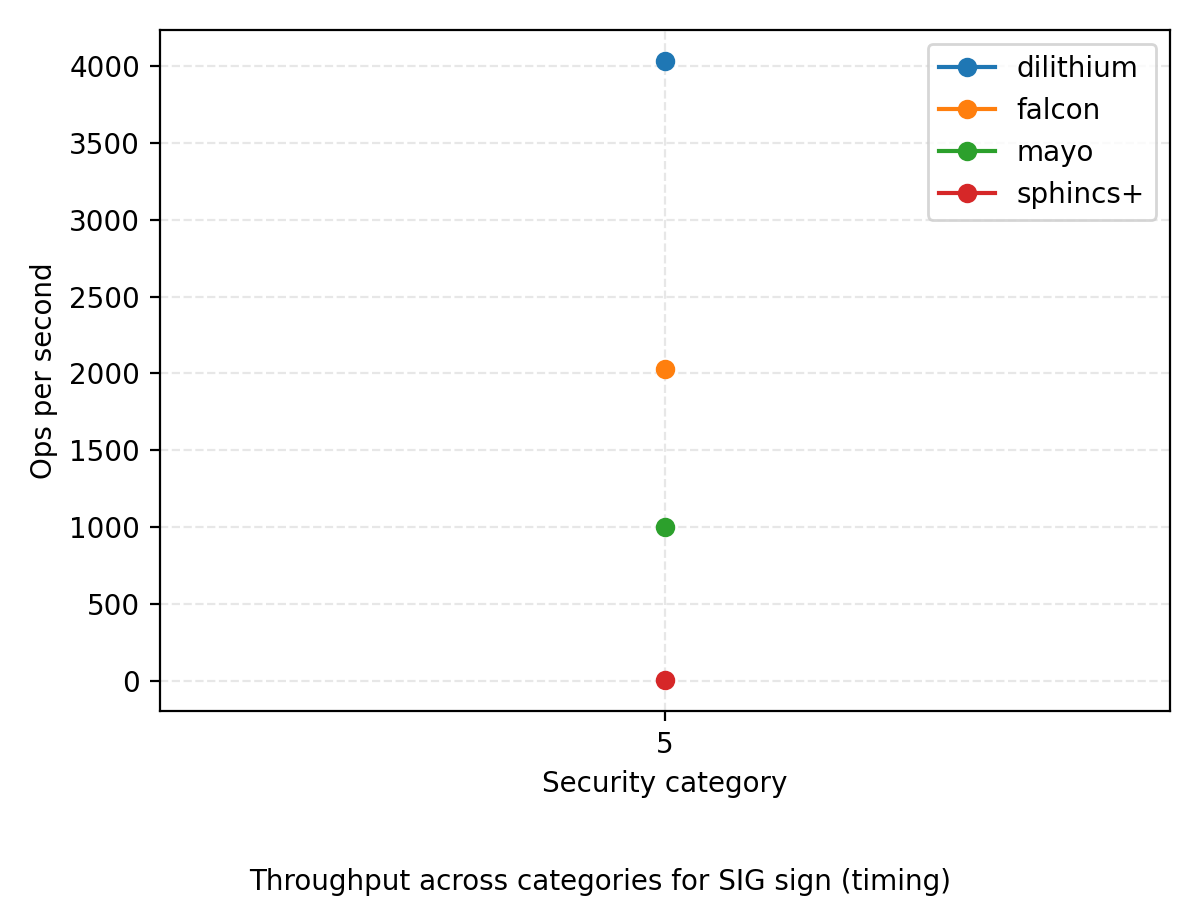 4000
3500
3000
2500
2000
1500
1000
500
0
Ops per second
dilithium
falcon
mayo
sphincs+
5
Security category
Throughput across categories for SIG sign (timing)